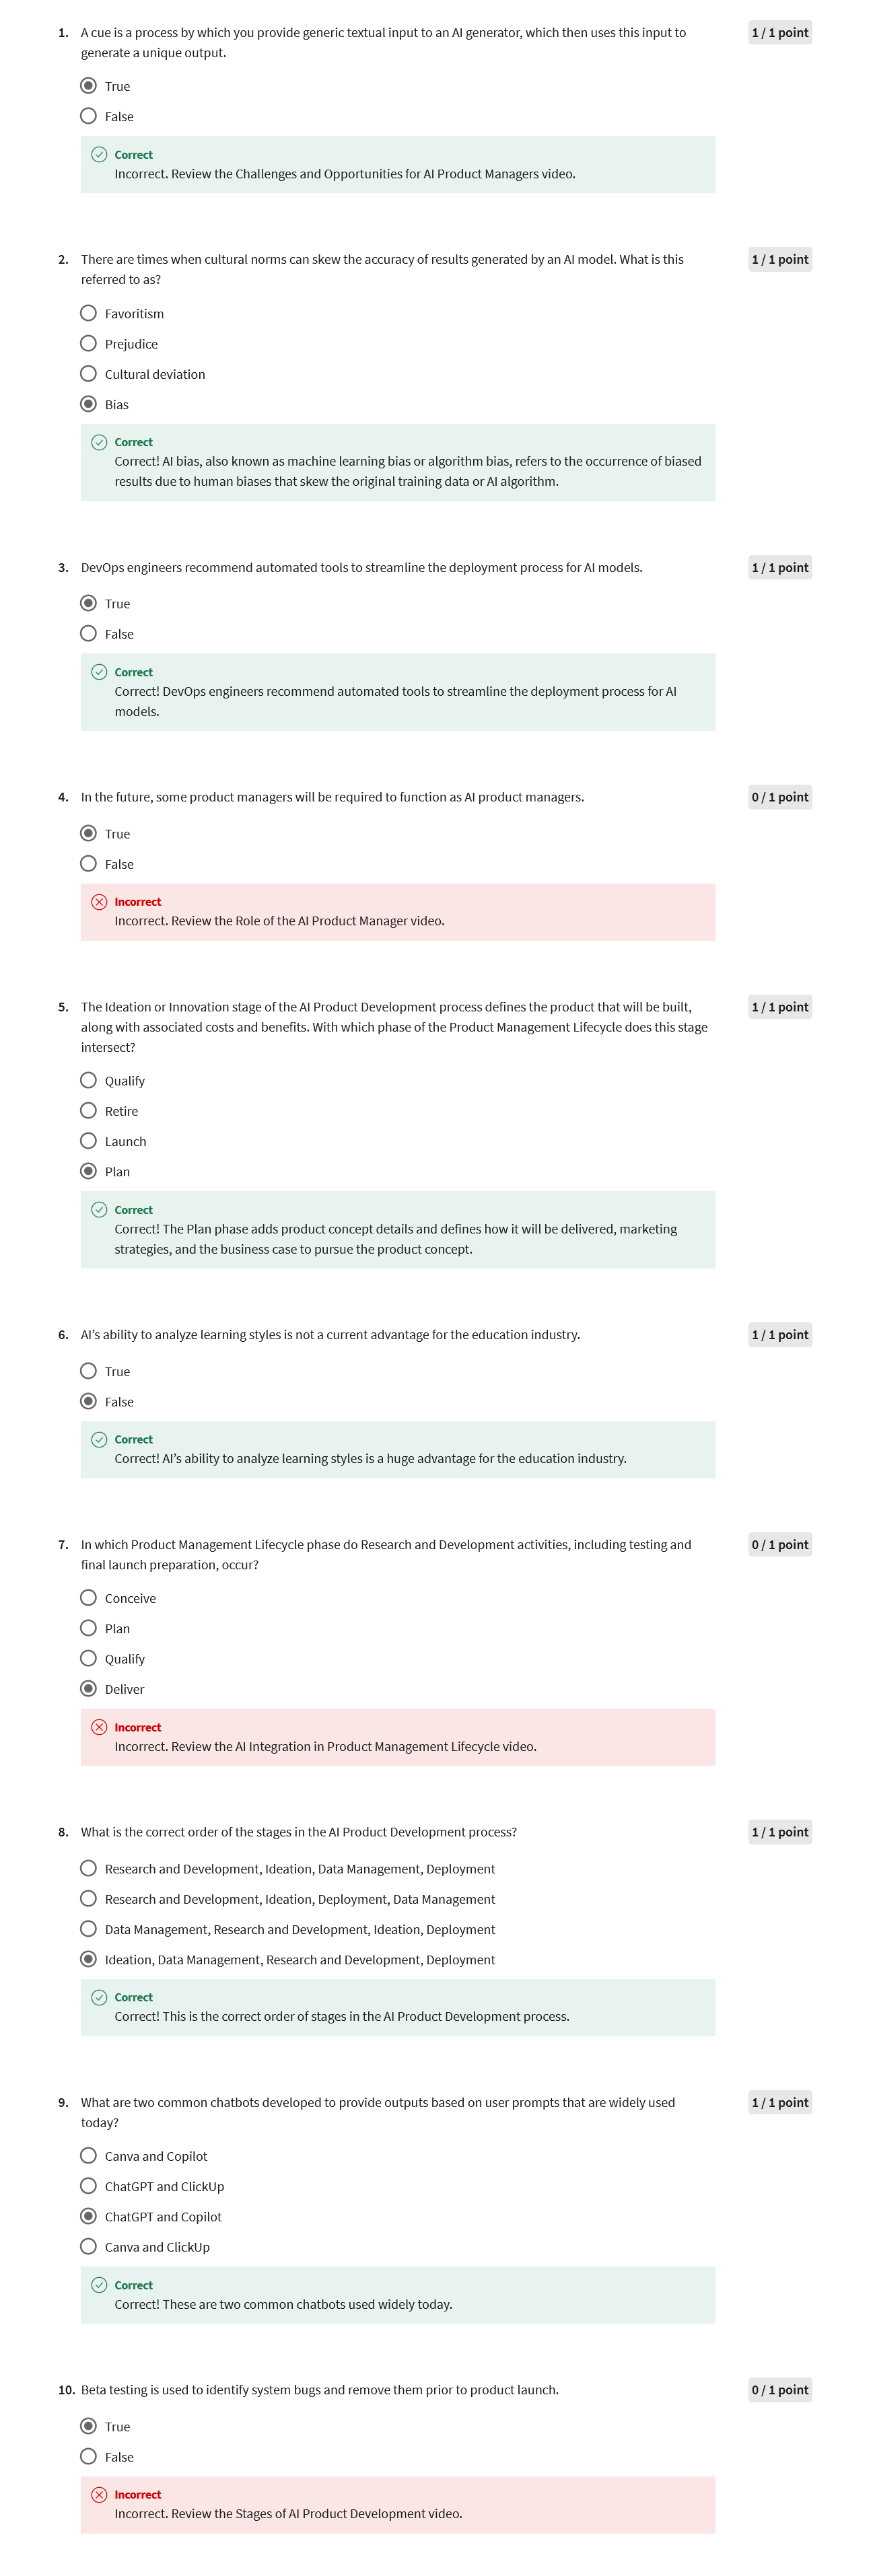 1. A cue is a process by which you provide generic textual input to an AI generator, which then uses this input to
generate a unique output.
1 / 1 point
True
False
Correct
Incorrect. Review the Challenges and Opportunities for AI Product Managers video.
2. There are times when cultural norms can skew the accuracy of results generated by an AI model. What is this
referred to as?
1 / 1 point
Favoritism
Prejudice
Cultural deviation
Bias
Correct
Correct! AI bias, also known as machine learning bias or algorithm bias, refers to the occurrence of biased
results due to human biases that skew the original training data or AI algorithm.
3. DevOps engineers recommend automated tools to streamline the deployment process for AI models.
1 / 1 point
True
False
Correct
Correct! DevOps engineers recommend automated tools to streamline the deployment process for AI
models.
4. In the future, some product managers will be required to function as AI product managers.
0 / 1 point
True
False
Incorrect
Incorrect. Review the Role of the AI Product Manager video.
5. The Ideation or Innovation stage of the AI Product Development process defines the product that will be built,
along with associated costs and benefits. With which phase of the Product Management Lifecycle does this stage
intersect?
1 / 1 point
Qualify
Retire
Launch
Plan
Correct
Correct! The Plan phase adds product concept details and defines how it will be delivered, marketing
strategies, and the business case to pursue the product concept.
6. AI’s ability to analyze learning styles is not a current advantage for the education industry.
1 / 1 point
True
False
Correct
Correct! AI’s ability to analyze learning styles is a huge advantage for the education industry.
7. In which Product Management Lifecycle phase do Research and Development activities, including testing and
final launch preparation, occur?
0 / 1 point
Conceive
Plan
Qualify
Deliver
Incorrect
Incorrect. Review the AI Integration in Product Management Lifecycle video.
8. What is the correct order of the stages in the AI Product Development process?
1 / 1 point
Research and Development, Ideation, Data Management, Deployment
Research and Development, Ideation, Deployment, Data Management
Data Management, Research and Development, Ideation, Deployment
Ideation, Data Management, Research and Development, Deployment
Correct
Correct! This is the correct order of stages in the AI Product Development process.
9. What are two common chatbots developed to provide outputs based on user prompts that are widely used
today?
1 / 1 point
Canva and Copilot
ChatGPT and ClickUp
ChatGPT and Copilot
Canva and ClickUp
Correct
Correct! These are two common chatbots used widely today.
10. Beta testing is used to identify system bugs and remove them prior to product launch.
0 / 1 point
True
False
Incorrect
Incorrect. Review the Stages of AI Product Development video.